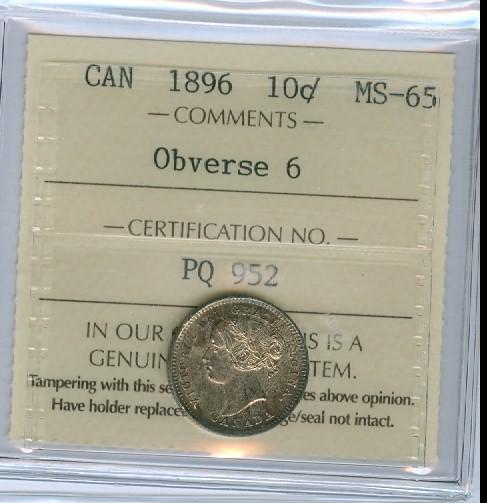 CAN 1896 10¢ MS-65
— COMMENTS —
Obverse 6
— CERTIFICATION NO. —
PQ 952
IN OUR IS A
GENUIN TEM.
Tampering with this es above opinion.
Have holder replace ge/seal not intact.
CANADA